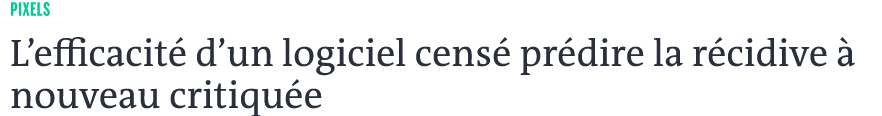 PIXELS
L’efficacité d’un logiciel censé prédire la récidive à
nouveau critiquée